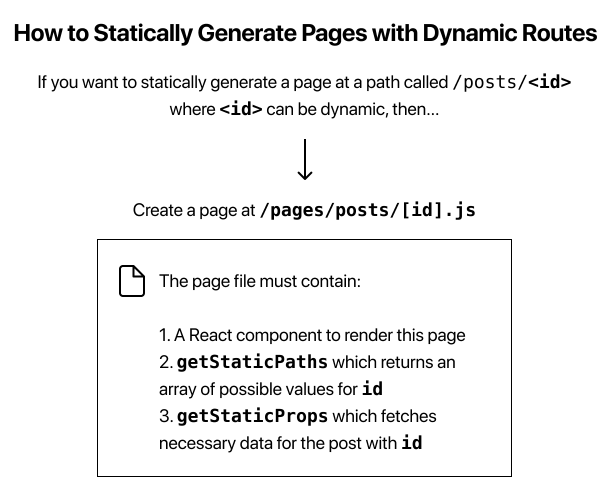 How to Statically Generate Pages with Dynamic Routes
If you want to statically generate a page at a path called /posts/<id>
where <id> can be dynamic, then...
Create a page at /pages/posts/[id].js
The page file must contain:
1. A React component to render this page
2. getStaticPaths which returns an
array of possible values for id
3. getStaticProps which fetches
necessary data for the post with id